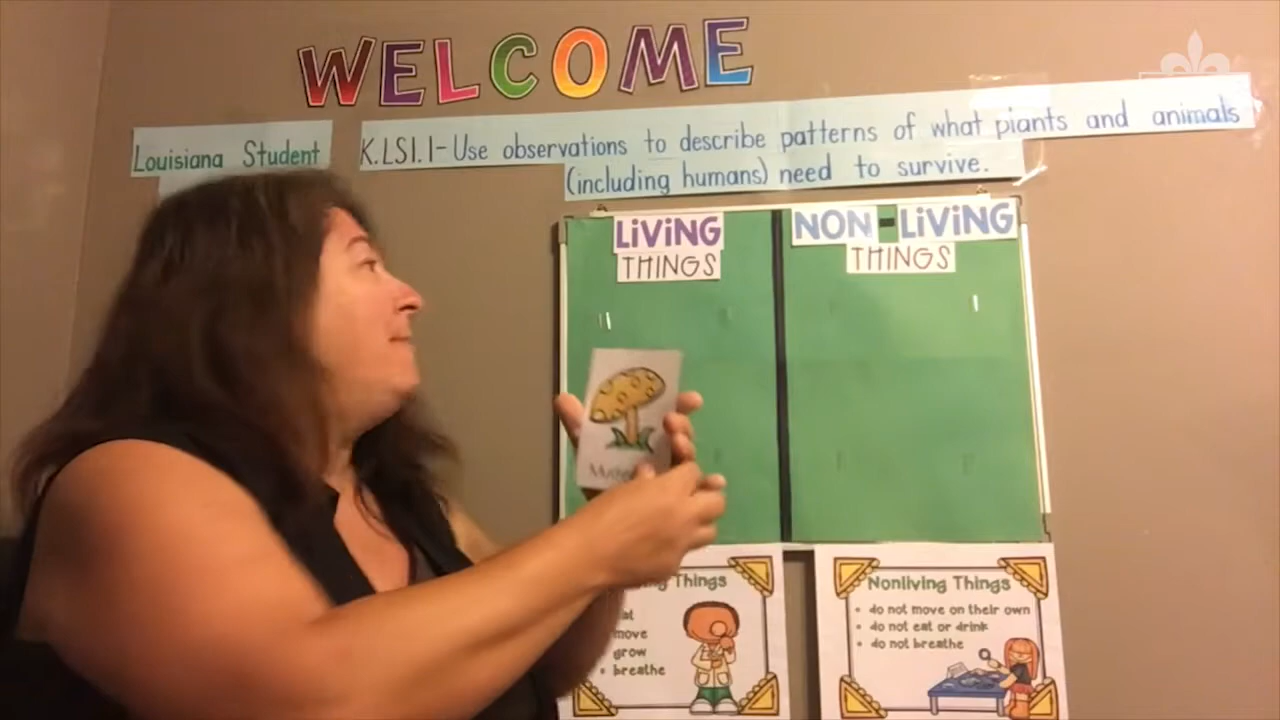 WELCOME
Louisiana Student
K.LS1.1-Use observations to describe patterns of what plants and animals
(including humans) need to survive.
LiViNG
THINGS
NON-LiViNG
THINGS
Things
move
grow
• breathe
Nonliving Things
• do not move on their own
• do not eat or drink
• do not breathe